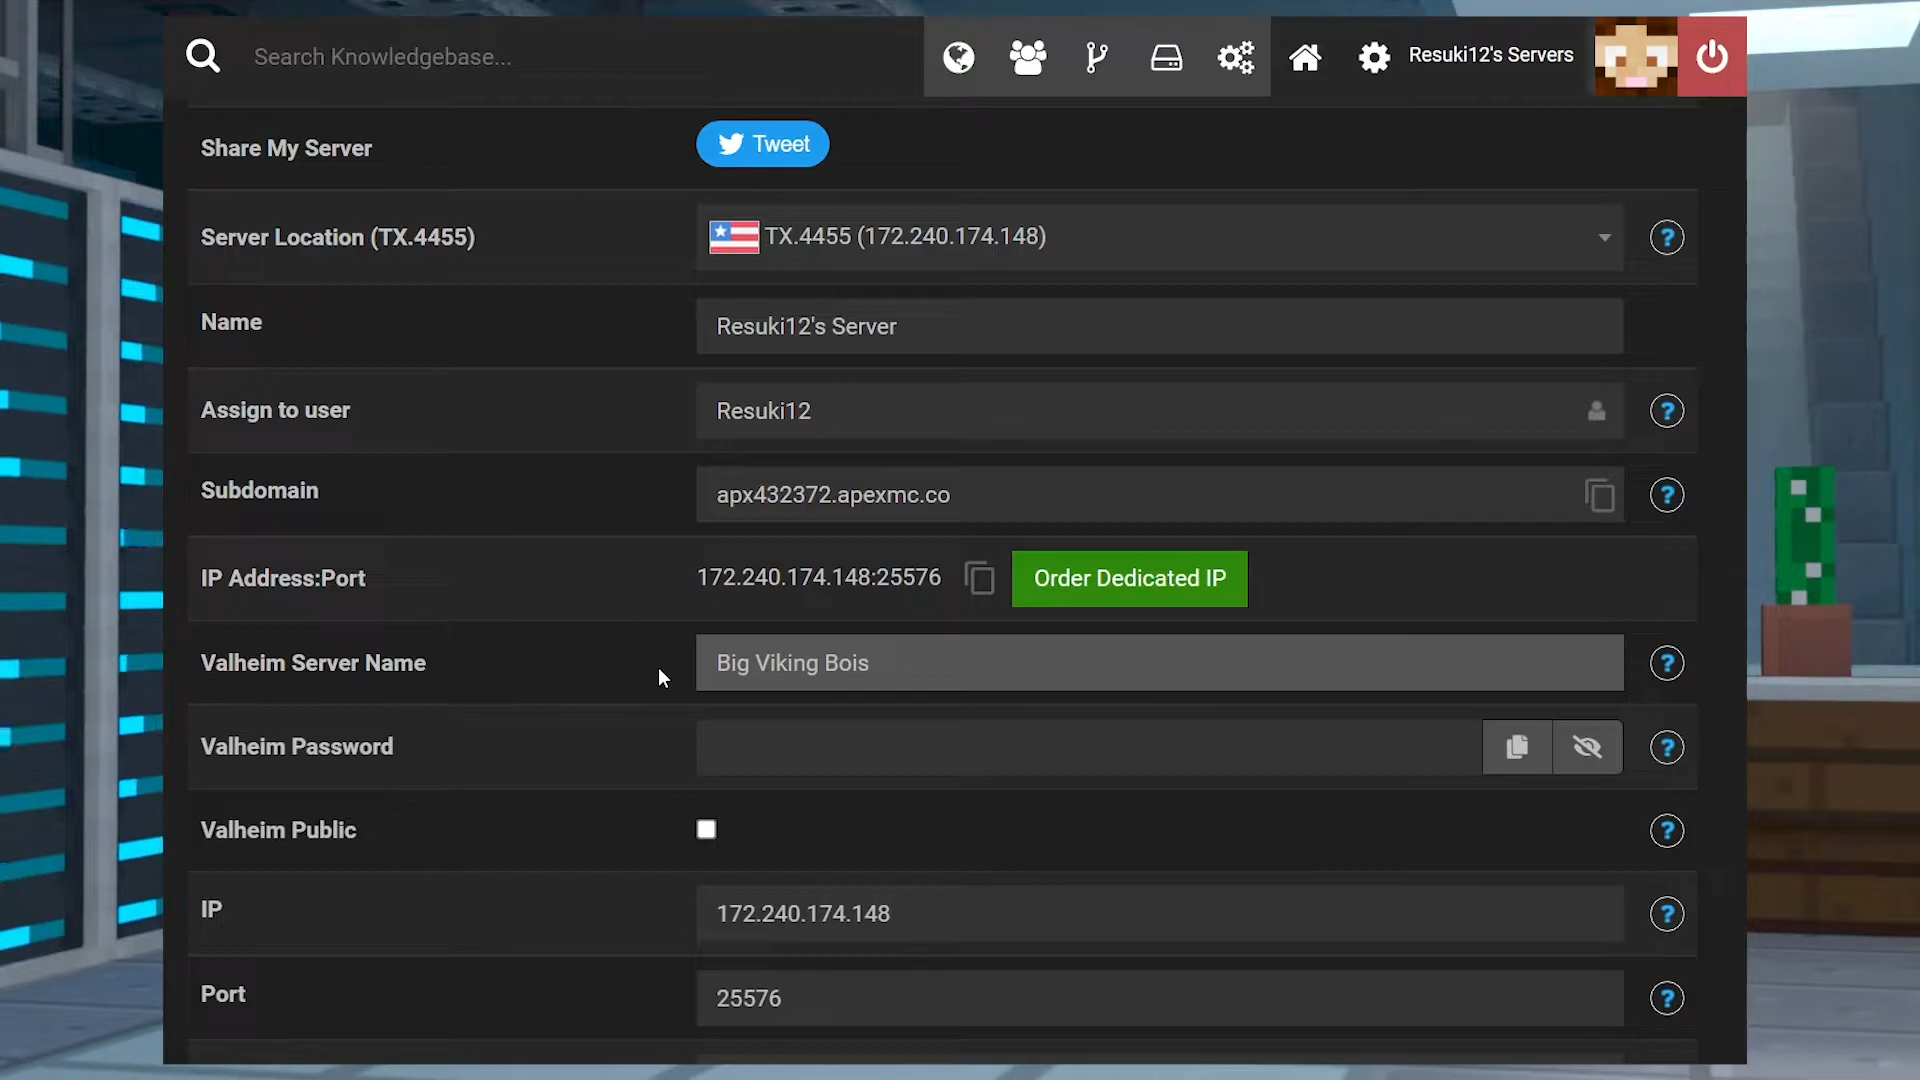 Search Knowledgebase...
Resuki12's Servers
Share My Server
Tweet
Server Location (TX.4455)
TX.4455 (172.240.174.148)
?
Name
Resuki12's Server
Assign to user
Resuki12
?
Subdomain
apx432372.apexmc.co
?
IP Address:Port
172.240.174.148:25576
Order Dedicated IP
Valheim Server Name
Big Viking Bois
?
Valheim Password
?
Valheim Public
?
IP
172.240.174.148
?
Port
25576
?